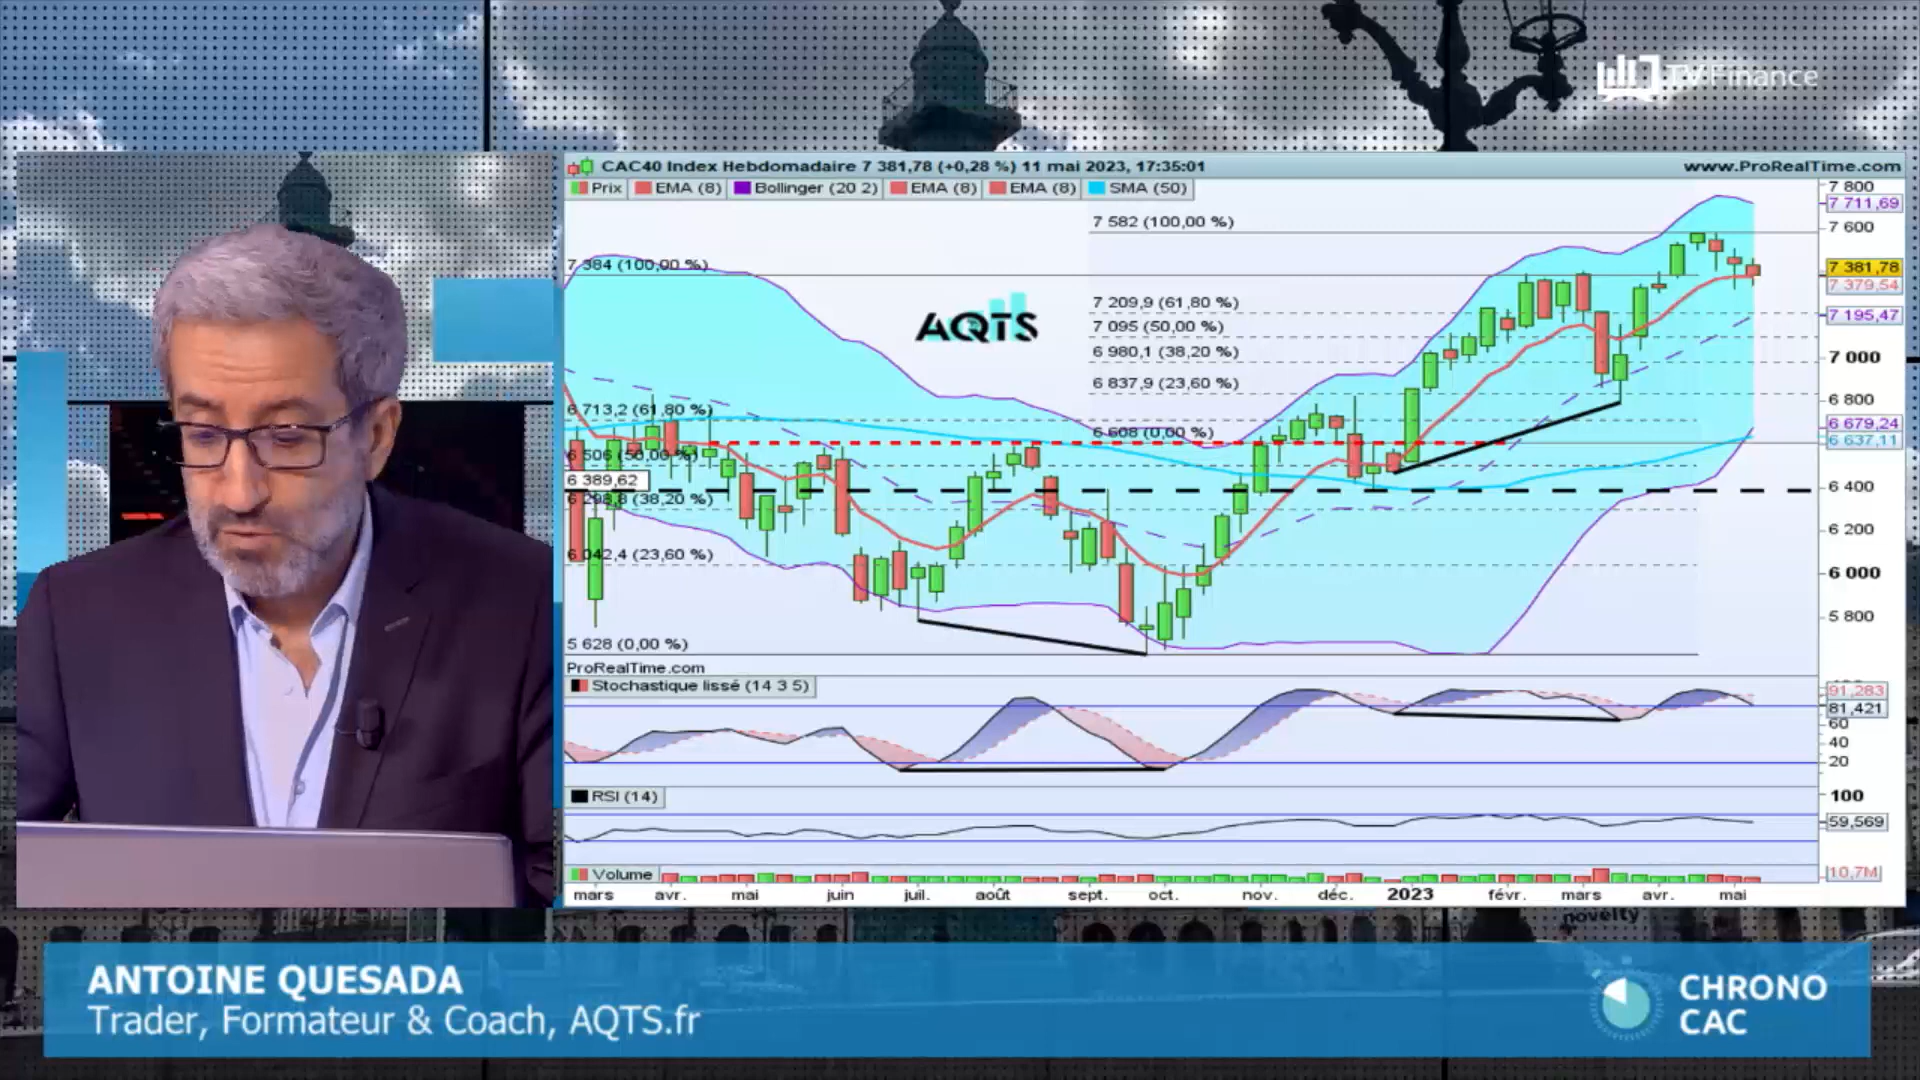 TV Finance
CAC40 Index Hebdomadaire 7 381,78 (+0,28 %) 11 mai 2023, 17:35:01
www.ProRealTime.com
Prix
EMA (8)
Bollinger (20 2)
EMA (8)
EMA (8)
SMA (50)
7 800
7 711,69
7 600
7 381,78
7 379,54
7 195,47
7 000
6 800
6 679,24
6 637,11
6 400
6 200
6 000
5 800
7 582 (100,00 %)
7 384 (100,00 %)
AQTS
7 209,9 (61,80 %)
7 095 (50,00 %)
6 980,1 (38,20 %)
6 837,9 (23,60 %)
6 713,2 (61,80 %)
6 608 (0,00 %)
6 506 (50,00 %)
6 389,62
6 298,8 (38,20 %)
6 042,4 (23,60 %)
5 628 (0,00 %)
ProRealTime.com
Stochastique lissé (14 3 5)
91,283
81,421
60
40
20
RSI (14)
100
59,569
Volume
10,7M
mars avr. mai juin juil. août sept. oct. nov. déc. 2023 févr. mars avr. mai
novelty
ANTOINE QUESADA
Trader, Formateur & Coach, AQTS.fr
CHRONO
CAC